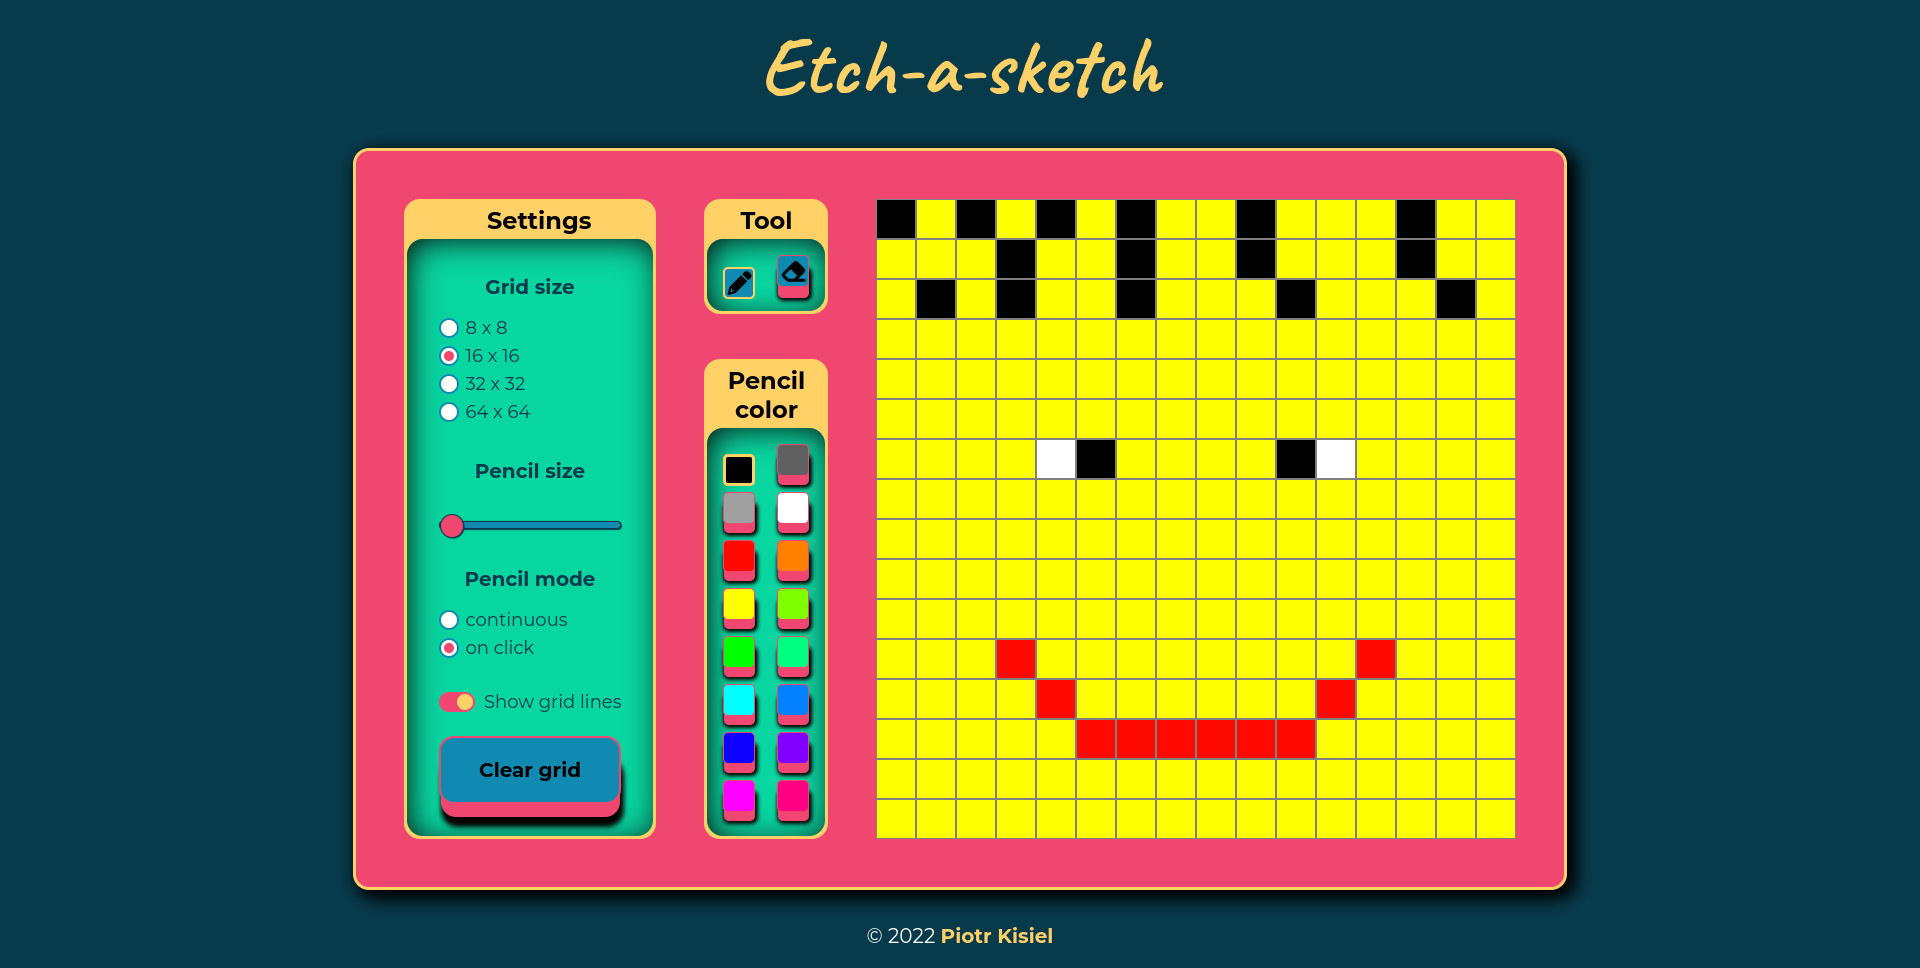 Etch-a-sketch
Settings
Grid size
8 x 8
16 x 16
32 x 32
64 x 64
Pencil size
Pencil mode
continuous
on click
Show grid lines
Clear grid
Tool
Pencil
color
© 2022 Piotr Kisiel